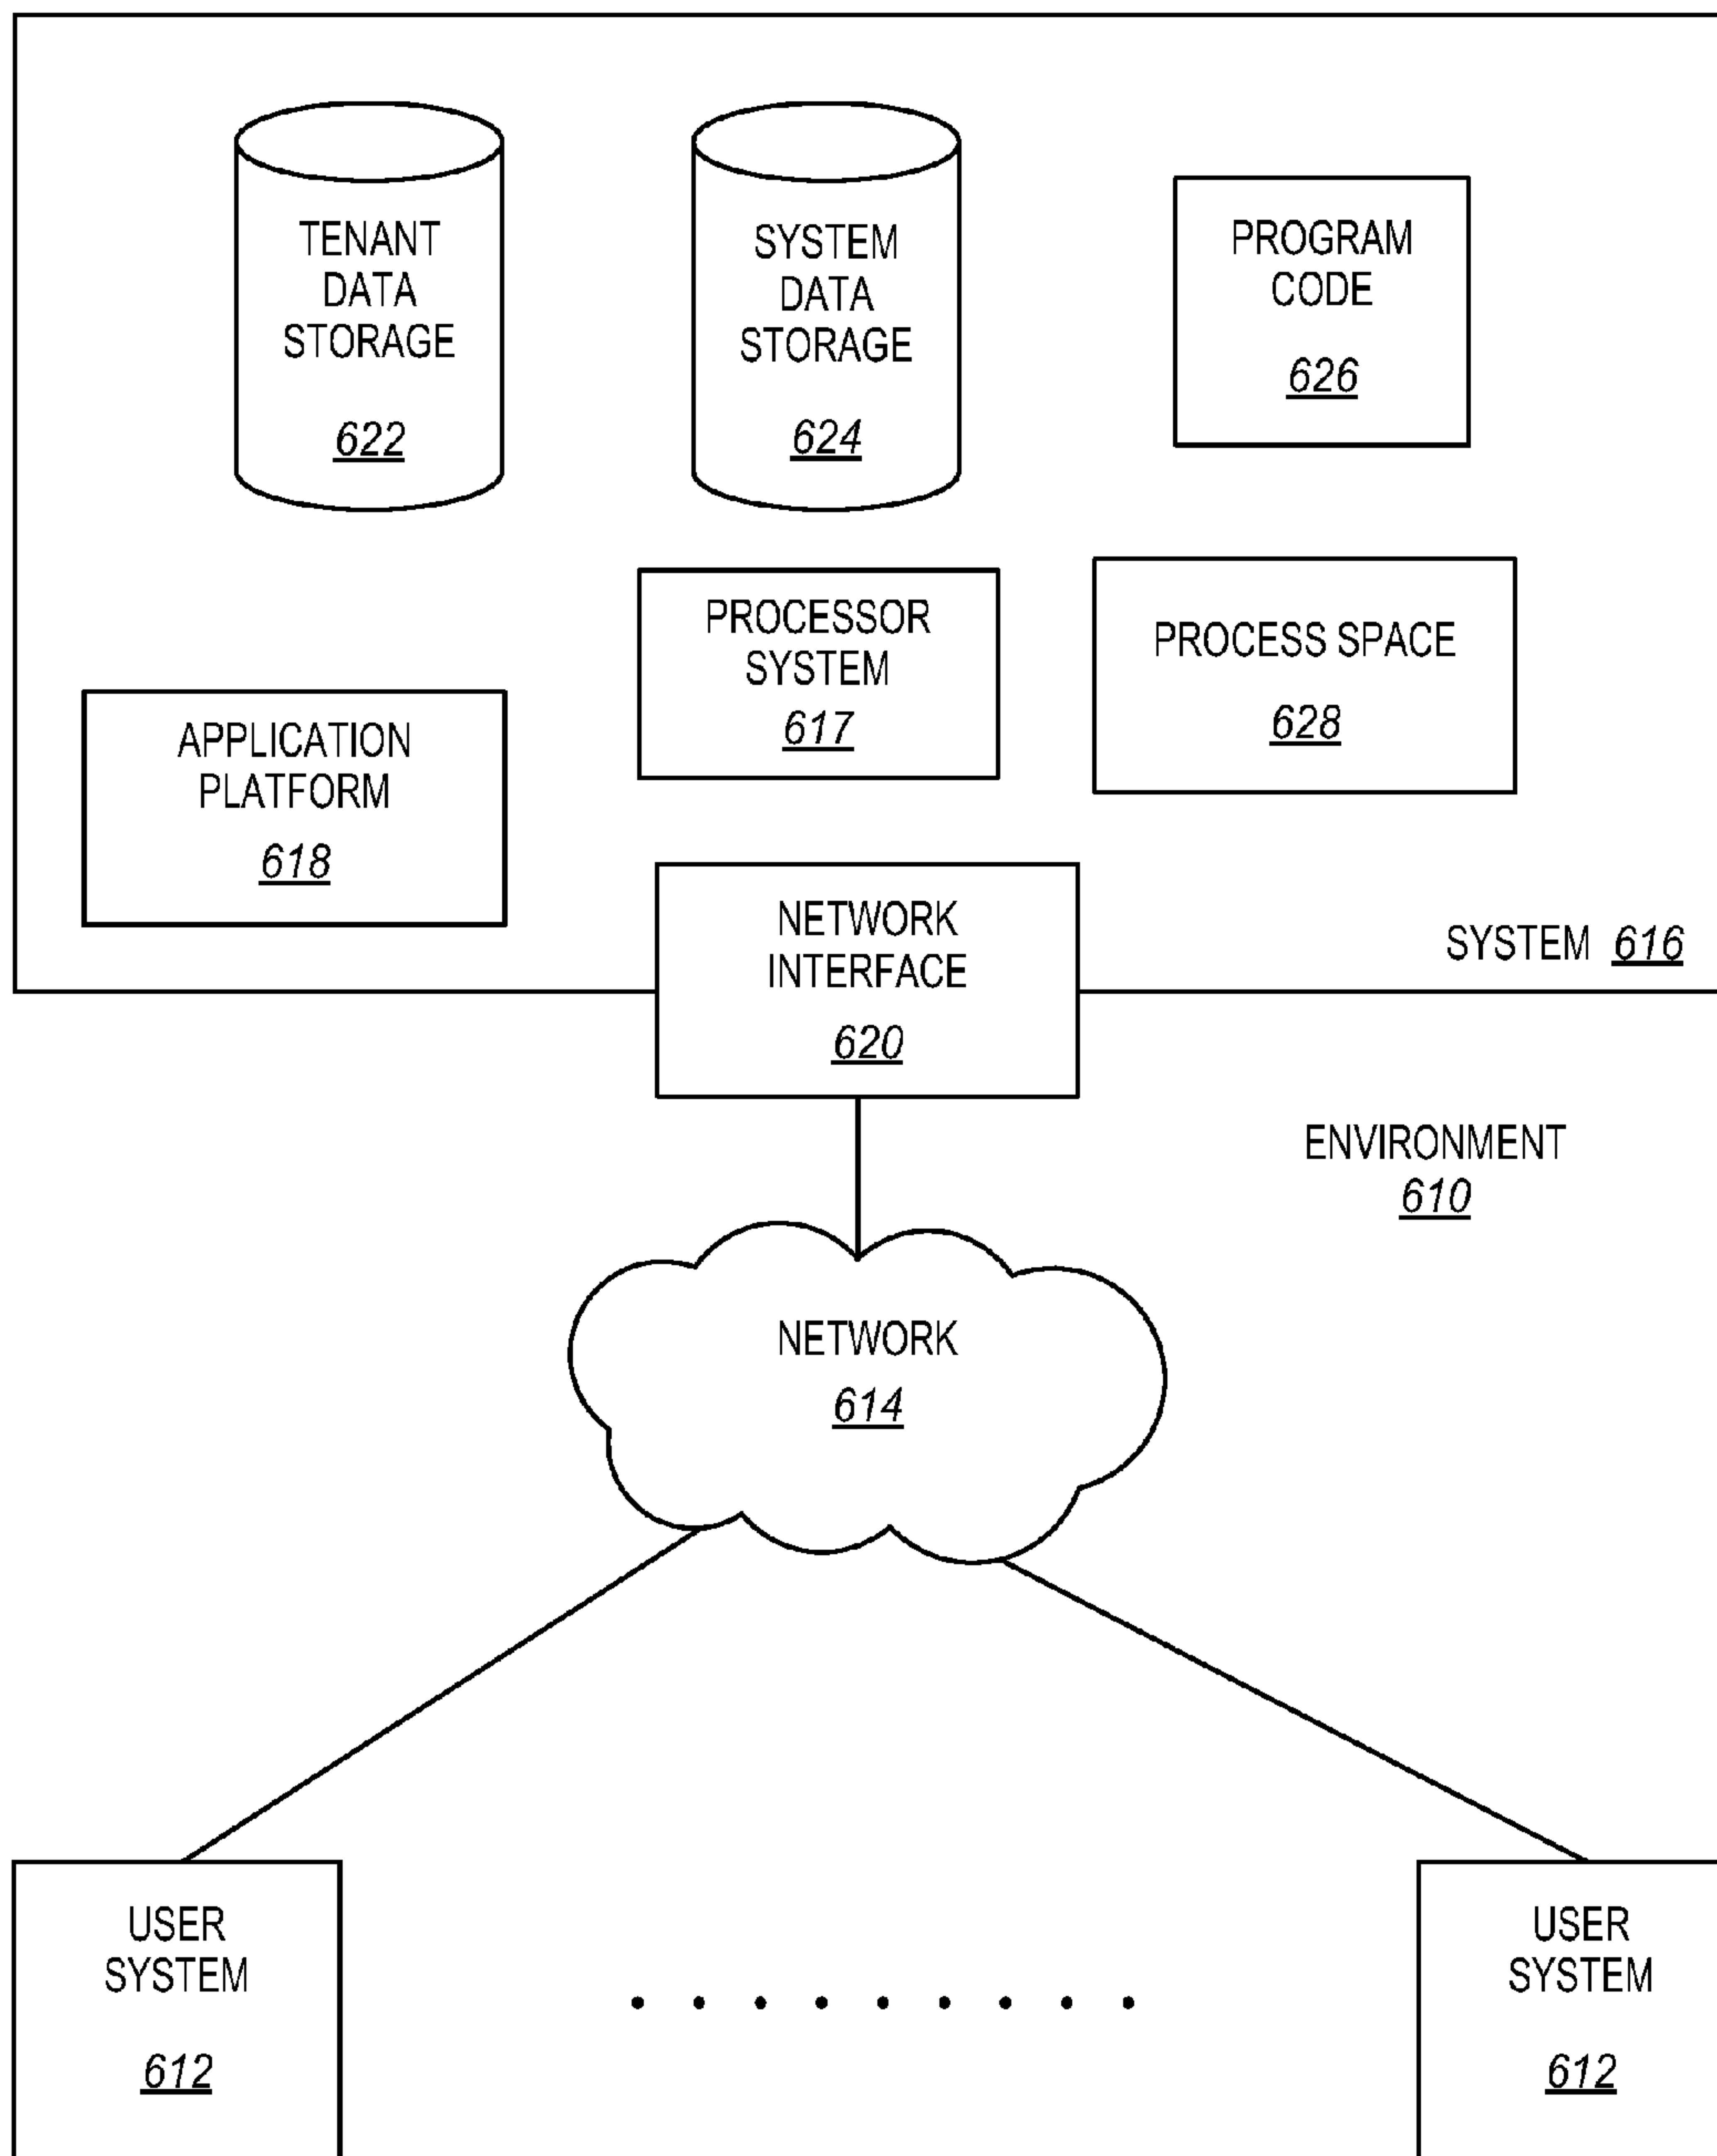 TENANT
DATA
STORAGE
622
SYSTEM
DATA
STORAGE
624
PROGRAM
CODE
626
PROCESSOR
SYSTEM
617
PROCESS SPACE
628
APPLICATION
PLATFORM
618
NETWORK
INTERFACE
620
SYSTEM 616
ENVIRONMENT
610
NETWORK
614
USER
SYSTEM
612
USER
SYSTEM
612